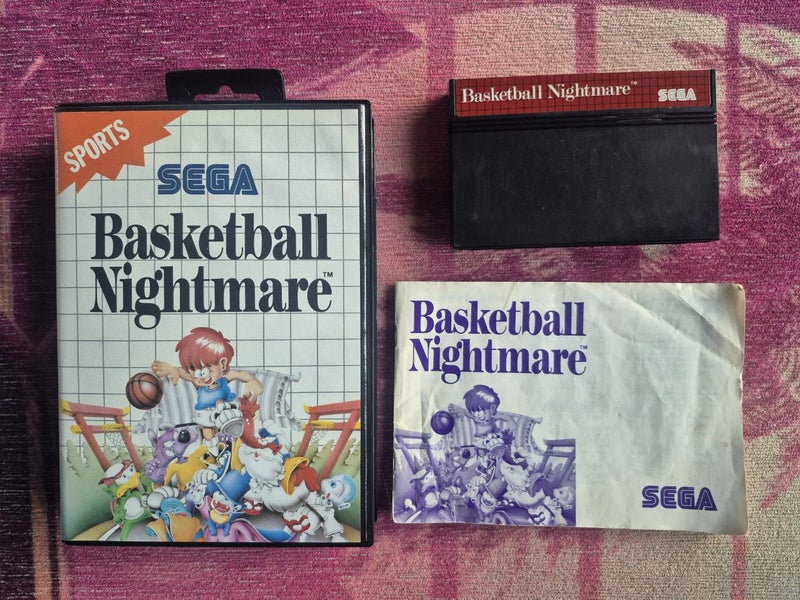 SPORTS
SEGA
Basketball
Nightmare™
Basketball Nightmare™ SEGA
Basketball
Nightmare™
SEGA